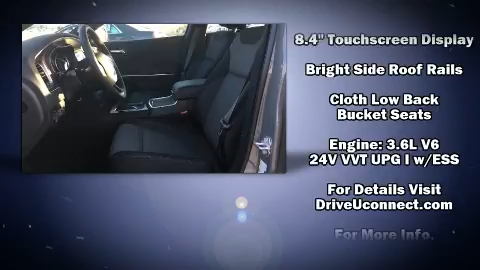 8.4" Touchscreen Display
Bright Side Roof Rails
Cloth Low Back
Bucket Seats
Engine: 3.6L V6
24V VVT UPG I w/ESS
For Details Visit
DriveUconnect.com
For More Info,